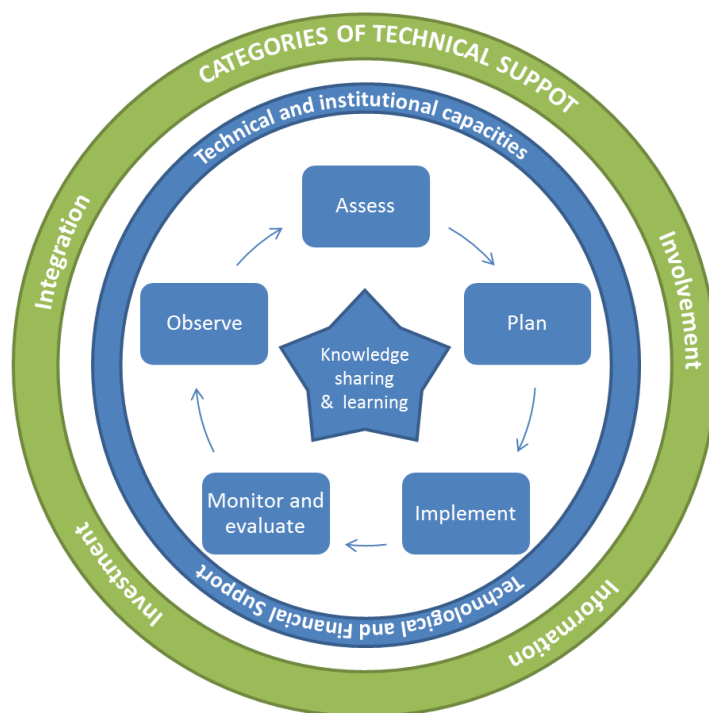 CATEGORIES OF TECHNICAL SUPPOT
Technical and institutional capacities
Assess
Integration
Involvement
Observe
Plan
Knowledge
sharing
& learning
Monitor and
evaluate
Implement
Technological and Financial Support
Investment
Information